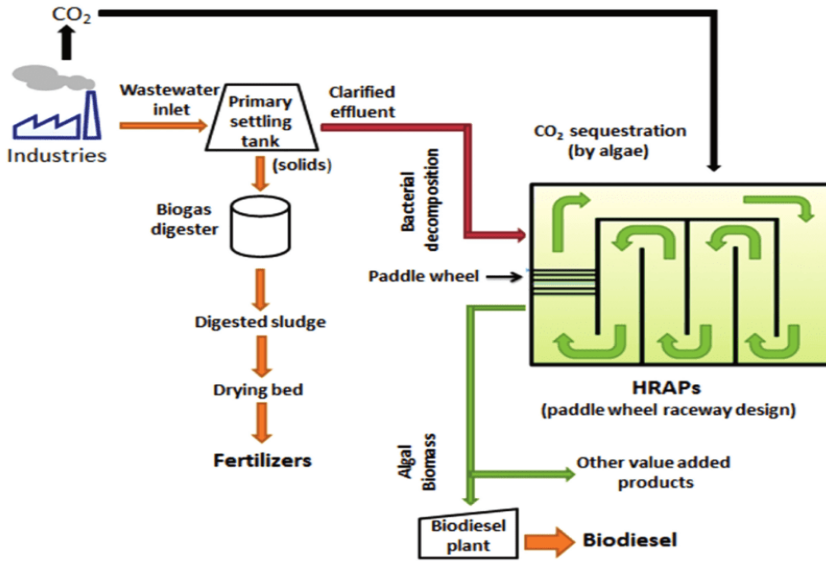 CO₂
Industries
Wastewater
inlet
Primary
settling
tank
(solids)
Clarified
effluent
Biogas
digester
Digested sludge
Drying bed
Fertilizers
Bacterial
decomposition
CO₂ sequestration
(by algae)
Paddle wheel
HRAPs
(paddle wheel raceway design)
Algal
Biomass
Other value added
products
Biodiesel
plant
Biodiesel